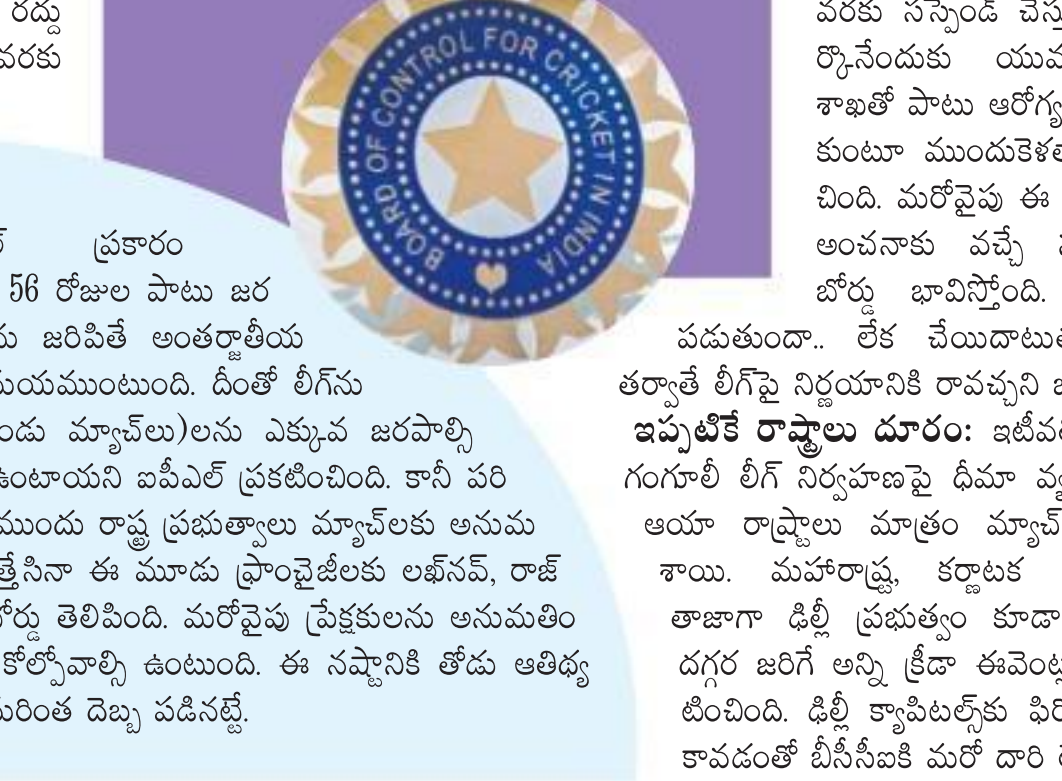 రద్దు
వరకు
BOARD OF CONTROL FOR CRICKET IN INDIA
ప్రకారం
56 రోజుల పాటు జర
జరిపితే అంతర్జాతీయ
మయముంటుంది. దీంతో లీగ్‌ను
ండు మ్యాచ్‌లు)లను ఎక్కువ జరపాల్సి
ఉంటాయని ఐపీఎల్ ప్రకటించింది. కానీ పరి
ముందు రాష్ట్ర ప్రభుత్వాలు మ్యాచ్‌లకు అనుమ
త్తేసినా ఈ మూడు ఫ్రాంచైజీలకు లఖ్‌నవ్, రాజ్
బోర్డు తెలిపింది. మరోవైపు ప్రేక్షకులను అనుమతిం
కోల్పోవాల్సి ఉంటుంది. ఈ నష్టానికి తోడు ఆతిథ్య
మరింత దెబ్బ పడినట్టే.
వరకు సస్పెండ్ చేస్త
ర్కొనేందుకు యువ
శాఖతో పాటు ఆరోగ్య
కుంటూ ముందుకెళత
చింది. మరోవైపు ఈ
అంచనాకు వచ్చే
బోర్డు భావిస్తోంది.
పడుతుందా.. లేక చేయిదాటుత
తర్వాతే లీగ్‌పై నిర్ణయానికి రావచ్చని
ఇప్పటికే రాష్ట్రాలు దూరం: ఇటీవ
గంగూలీ లీగ్ నిర్వహణపై ధీమా వ్య
ఆయా రాష్ట్రాలు మాత్రం మ్యాచ్
శాయి. మహారాష్ట్ర, కర్ణాటక
తాజాగా ఢిల్లీ ప్రభుత్వం కూడా
దగ్గర జరిగే అన్ని క్రీడా ఈవెంట్ల
టించింది. ఢిల్లీ క్యాపిటల్స్‌కు ఫిరో
కావడంతో బీసీసీఐకి మరో దారి